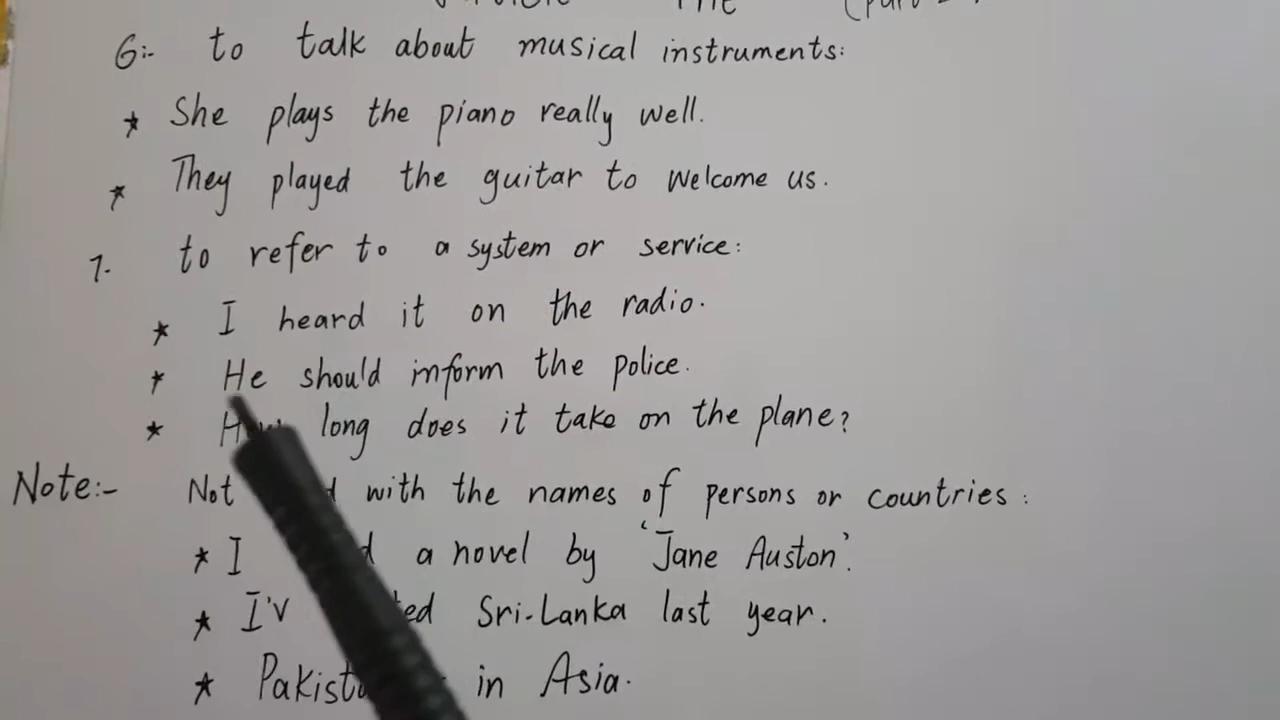 6:- to talk about musical instruments:
* She plays the piano really well.
* They played the guitar to welcome us.
7. to refer to a system or service:
* I heard it on the radio.
* He should inform the police.
* long does it take on the plane?
Note:- Not with the names of persons or countries:
* I a novel by 'Jane Auston'.
* Sri-Lanka last year.
* in Asia.